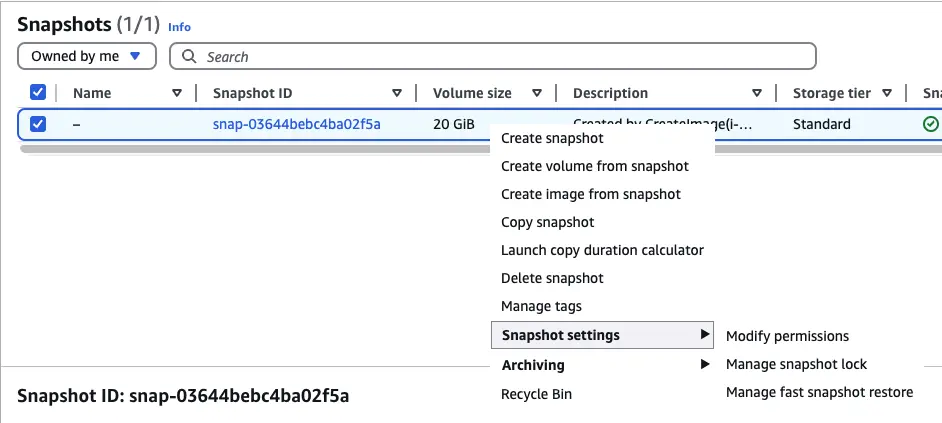 Snapshots (1/1) Info
Owned by me Search
Name Snapshot ID Volume size Description Storage tier
– snap-03644bebc4ba02f5a 20 GiB Created by CreateImage(i-... Standard
Create snapshot
Create volume from snapshot
Create image from snapshot
Copy snapshot
Launch copy duration calculator
Delete snapshot
Manage tags
Snapshot settings Modify permissions
Archiving Manage snapshot lock
Recycle Bin Manage fast snapshot restore
Snapshot ID: snap-03644bebc4ba02f5a